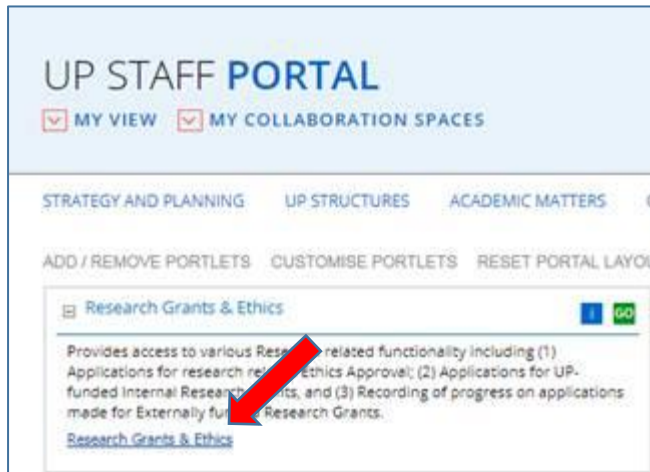 UP STAFF PORTAL
MY VIEW MY COLLABORATION SPACES
STRATEGY AND PLANNING UP STRUCTURES ACADEMIC MATTERS
ADD / REMOVE PORTLETS CUSTOMISE PORTLETS RESET PORTAL LAYOU
Research Grants & Ethics i GO
Provides access to various related functionality including (1)
Applications for research Ethics Approval; (2) Applications for UP-
funded Internal Research and (3) Recording of progress on applications
made for Externally Research Grants.
Research Grants & Ethics